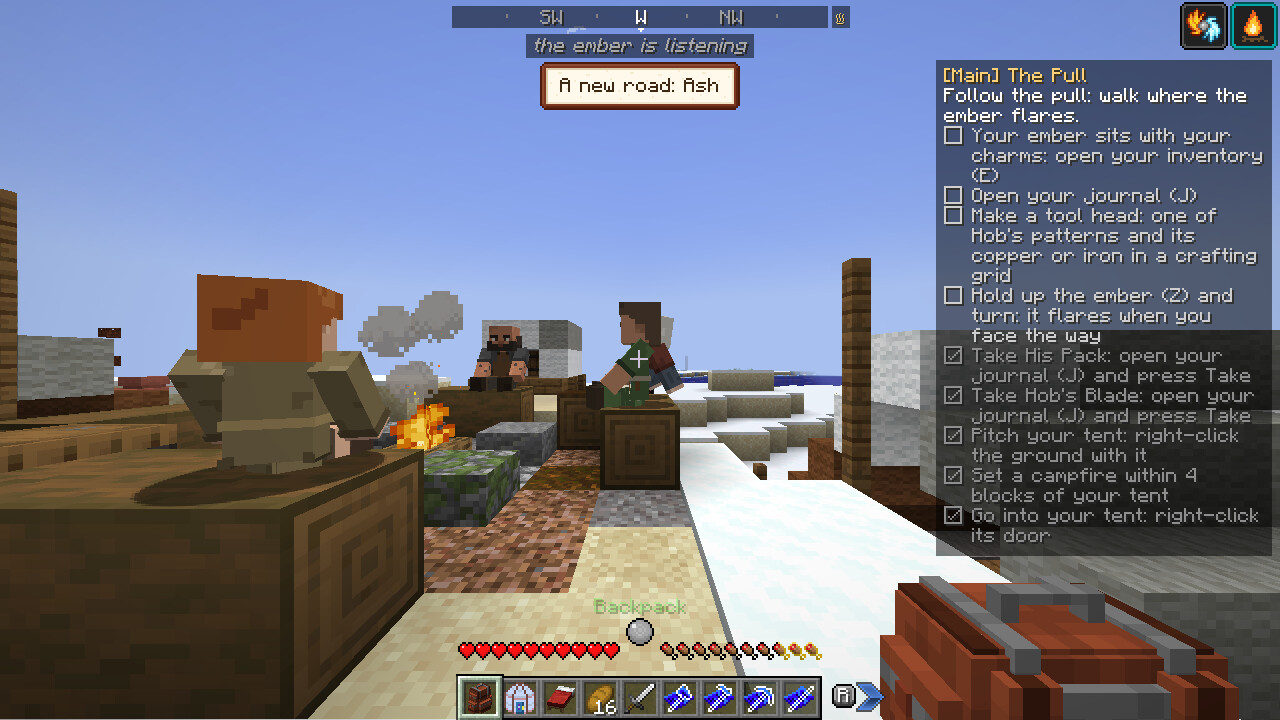 SW W NW
the ember is listening
A new road: Ash
[Main] The Pull
Follow the pull: walk where the
ember flares.
Your ember sits with your
charms: open your inventory
(E)
Open your journal (J)
Make a tool head: one of
Hob's patterns and its
copper or iron in a crafting
grid
Hold up the ember (Z) and
turn: it flares when you
face the way
Take His Pack: open your
journal (J) and press Take
Take Hob's Blade: open your
journal (J) and press Take
Pitch your tent: right-click
the ground with it
Set a campfire within 4
blocks of your tent
Go into your tent: right-click
its door
Backpack
16
R